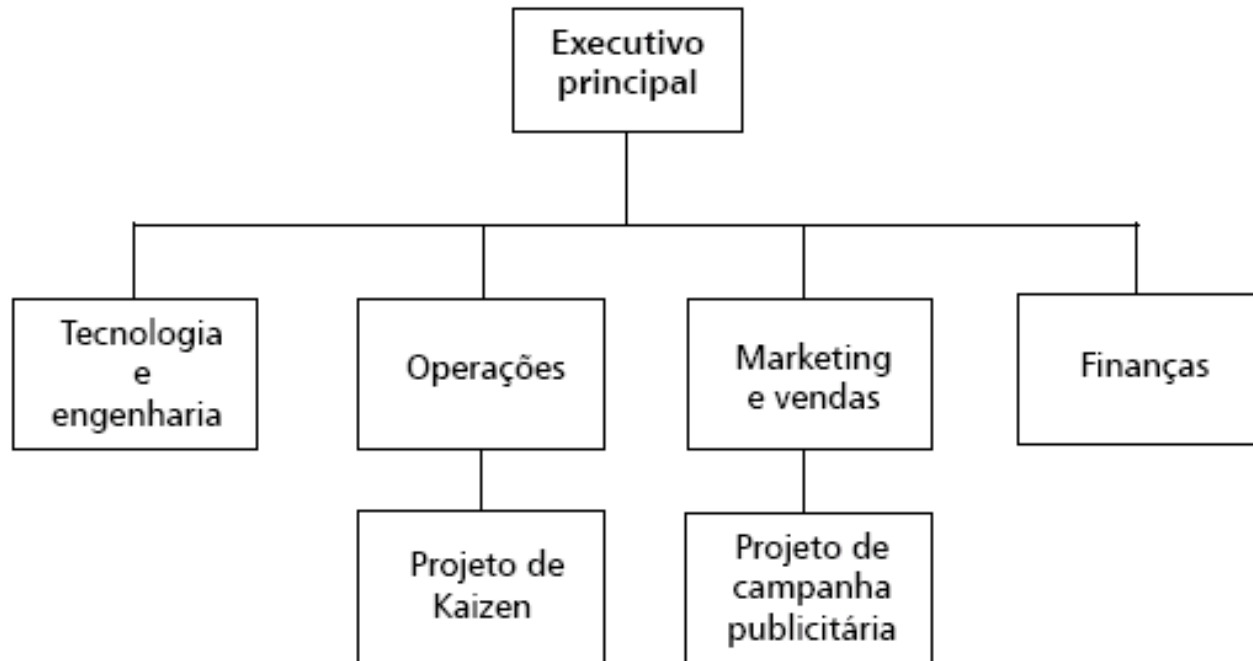 Executivo
principal
Tecnologia
e
engenharia
Operações
Marketing
e vendas
Finanças
Projeto de
Kaizen
Projeto de
campanha
publicitária